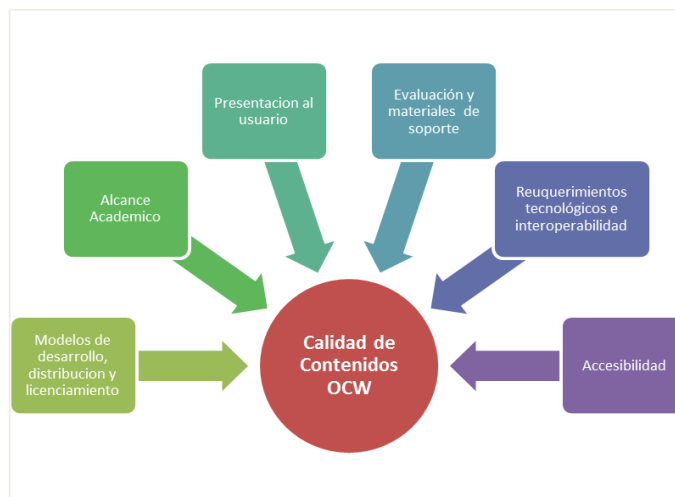 Presentacion al
usuario
Evaluación y
materiales de
soporte
Alcance
Academico
Reuquerimientos
tecnológicos e
interoperabilidad
Modelos de
desarrollo,
distribucion y
licenciamiento
Calidad de
Contenidos
OCW
Accesibilidad